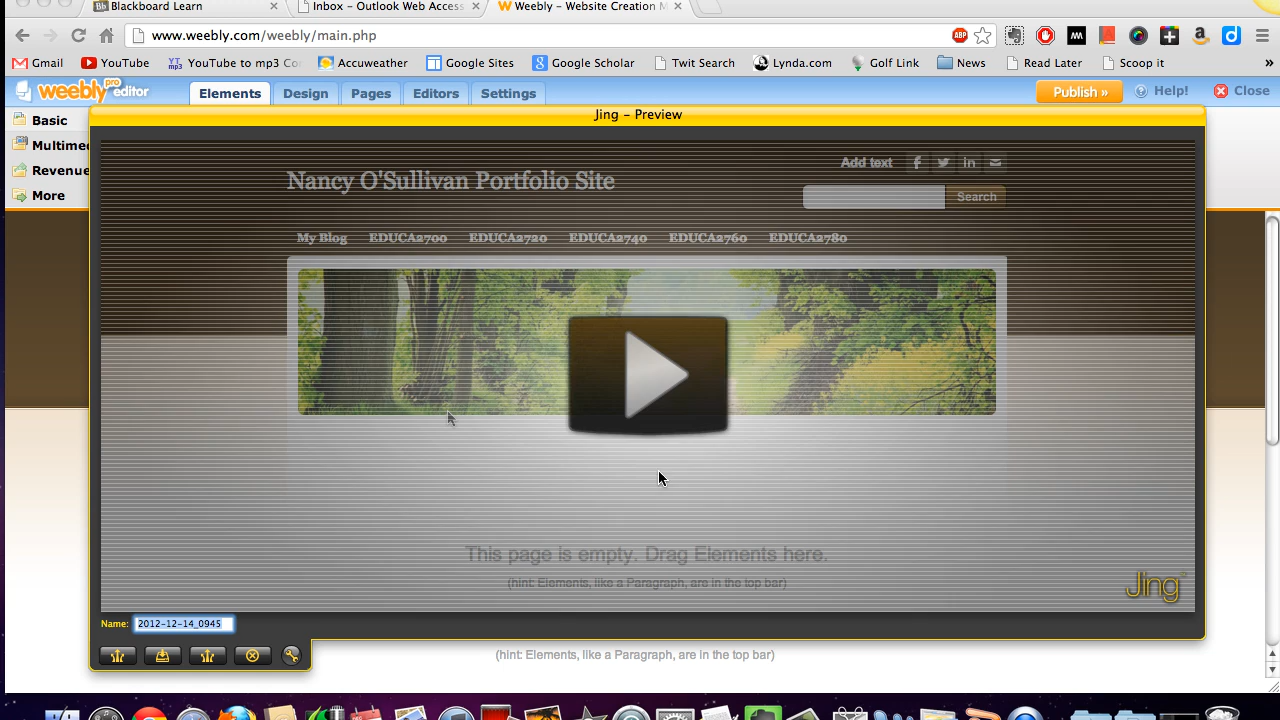 Blackboard Learn × Inbox – Outlook Web Access × Weebly – Website Creation M ×
www.weebly.com/weebly/main.php ABP
Gmail YouTube YouTube to mp3 Co Accuweather Google Sites Google Scholar Twit Search Lynda.com Golf Link News Read Later Scoop it »
weebly pro editor Elements Design Pages Editors Settings Publish » Help! Close
Basic
Multime
Revenue
More
Jing – Preview
Add text
Nancy O'Sullivan Portfolio Site
Search
My Blog EDUCA2700 EDUCA2720 EDUCA2740 EDUCA2760 EDUCA2780
This page is empty. Drag Elements here.
(hint: Elements, like a Paragraph, are in the top bar)
Jing
Name: 2012-12-14_0945
(hint: Elements, like a Paragraph, are in the top bar)